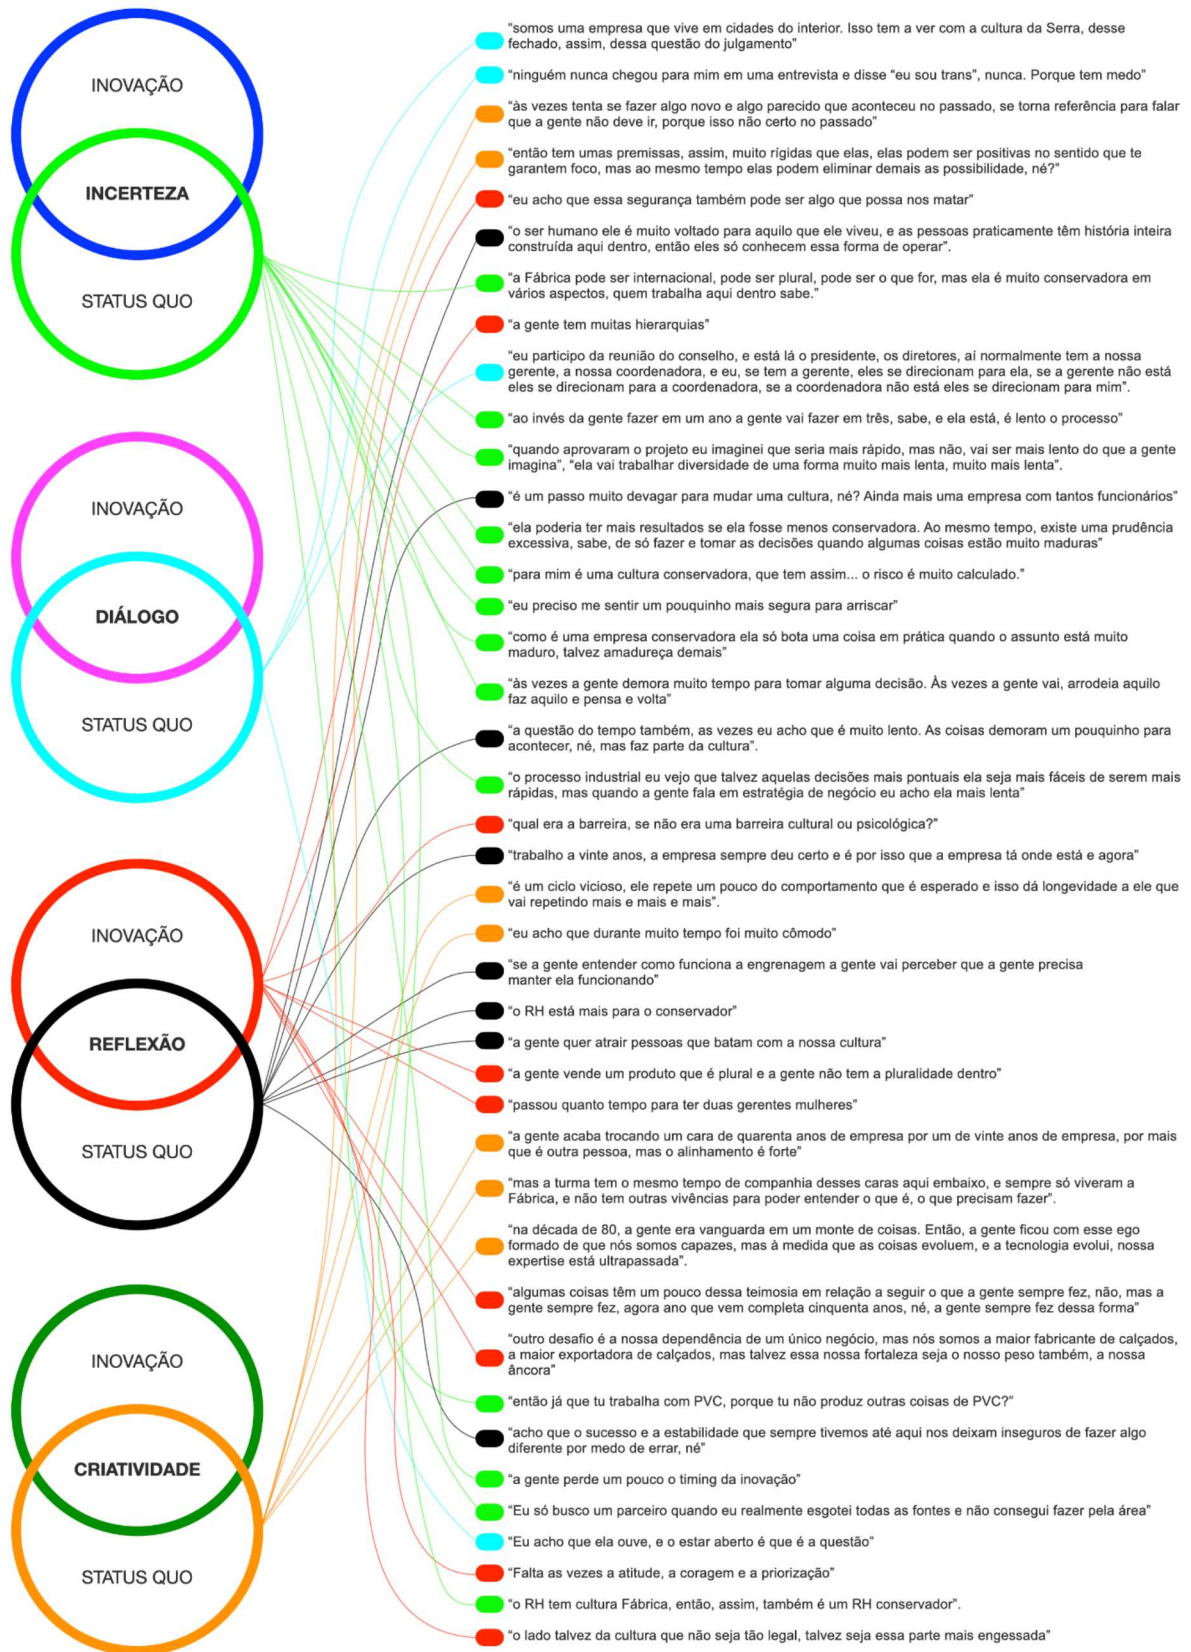 INOVAÇÃO
INCERTEZA
STATUS QUO
INOVAÇÃO
DIÁLOGO
STATUS QUO
INOVAÇÃO
REFLEXÃO
STATUS QUO
INOVAÇÃO
CRIATIVIDADE
STATUS QUO
“somos uma empresa que vive em cidades do interior. Isso tem a ver com a cultura da Serra, desse
fechado, assim, dessa questão do julgamento”
“ninguém nunca chegou para mim em uma entrevista e disse “eu sou trans”, nunca. Porque tem medo”
“às vezes tenta se fazer algo novo e algo parecido que aconteceu no passado, se torna referência para falar
que a gente não deve ir, porque isso não certo no passado”
“então tem umas premissas, assim, muito rígidas que elas, elas podem ser positivas no sentido que te
garantem foco, mas ao mesmo tempo elas podem eliminar demais as possibilidade, né?”
“eu acho que essa segurança também pode ser algo que possa nos matar”
“o ser humano ele é muito voltado para aquilo que ele viveu, e as pessoas praticamente têm história inteira
construída aqui dentro, então eles só conhecem essa forma de operar”.
“a Fábrica pode ser internacional, pode ser plural, pode ser o que for, mas ela é muito conservadora em
vários aspectos, quem trabalha aqui dentro sabe.”
“a gente tem muitas hierarquias”
“eu participo da reunião do conselho, e está lá o presidente, os diretores, aí normalmente tem a nossa
gerente, a nossa coordenadora, e eu, se tem a gerente, eles se direcionam para ela, se a gerente não está
eles se direcionam para a coordenadora, se a coordenadora não está eles se direcionam para mim”.
“ao invés da gente fazer em um ano a gente vai fazer em três, sabe, e ela está, é lento o processo”
“quando aprovaram o projeto eu imaginei que seria mais rápido, mas não, vai ser mais lento do que a gente
imagina”, “ela vai trabalhar diversidade de uma forma muito mais lenta, muito mais lenta”.
“é um passo muito devagar para mudar uma cultura, né? Ainda mais uma empresa com tantos funcionários”
“ela poderia ter mais resultados se ela fosse menos conservadora. Ao mesmo tempo, existe uma prudência
excessiva, sabe, de só fazer e tomar as decisões quando algumas coisas estão muito maduras”
“para mim é uma cultura conservadora, que tem assim... o risco é muito calculado.”
“eu preciso me sentir um pouquinho mais segura para arriscar”
“como é uma empresa conservadora ela só bota uma coisa em prática quando o assunto está muito
maduro, talvez amadureça demais”
“às vezes a gente demora muito tempo para tomar alguma decisão. Às vezes a gente vai, arrodeia aquilo
faz aquilo e pensa e volta”
“a questão do tempo também, as vezes eu acho que é muito lento. As coisas demoram um pouquinho para
acontecer, né, mas faz parte da cultura”.
“o processo industrial eu vejo que talvez aquelas decisões mais pontuais ela seja mais fáceis de serem mais
rápidas, mas quando a gente fala em estratégia de negócio eu acho ela mais lenta”
“qual era a barreira, se não era uma barreira cultural ou psicológica?”
“trabalho a vinte anos, a empresa sempre deu certo e é por isso que a empresa tá onde está e agora”
“é um ciclo vicioso, ele repete um pouco do comportamento que é esperado e isso dá longevidade a ele que
vai repetindo mais e mais e mais”.
“eu acho que durante muito tempo foi muito cômodo”
“se a gente entender como funciona a engrenagem a gente vai perceber que a gente precisa
manter ela funcionando”
“o RH está mais para o conservador”
“a gente quer atrair pessoas que batam com a nossa cultura”
“a gente vende um produto que é plural e a gente não tem a pluralidade dentro”
“passou quanto tempo para ter duas gerentes mulheres”
“a gente acaba trocando um cara de quarenta anos de empresa por um de vinte anos de empresa, por mais
que é outra pessoa, mas o alinhamento é forte”
“mas a turma tem o mesmo tempo de companhia desses caras aqui embaixo, e sempre só viveram a
Fábrica, e não tem outras vivências para poder entender o que é, o que precisam fazer”.
“na década de 80, a gente era vanguarda em um monte de coisas. Então, a gente ficou com esse ego
formado de que nós somos capazes, mas à medida que as coisas evoluem, e a tecnologia evolui, nossa
expertise está ultrapassada”.
“algumas coisas têm um pouco dessa teimosia em relação a seguir o que a gente sempre fez, não, mas a
gente sempre fez, agora ano que vem completa cinquenta anos, né, a gente sempre fez dessa forma”
“outro desafio é a nossa dependência de um único negócio, mas nós somos a maior fabricante de calçados,
a maior exportadora de calçados, mas talvez essa nossa fortaleza seja o nosso peso também, a nossa
âncora”
“então já que tu trabalha com PVC, porque tu não produz outras coisas de PVC?”
“acho que o sucesso e a estabilidade que sempre tivemos até aqui nos deixam inseguros de fazer algo
diferente por medo de errar, né”
“a gente perde um pouco o timing da inovação”
“Eu só busco um parceiro quando eu realmente esgotei todas as fontes e não consegui fazer pela área”
“Eu acho que ela ouve, e o estar aberto é que é a questão”
“Falta as vezes a atitude, a coragem e a priorização”
“o RH tem cultura Fábrica, então, assim, também é um RH conservador”.
“o lado talvez da cultura que não seja tão legal, talvez seja essa parte mais engessada”